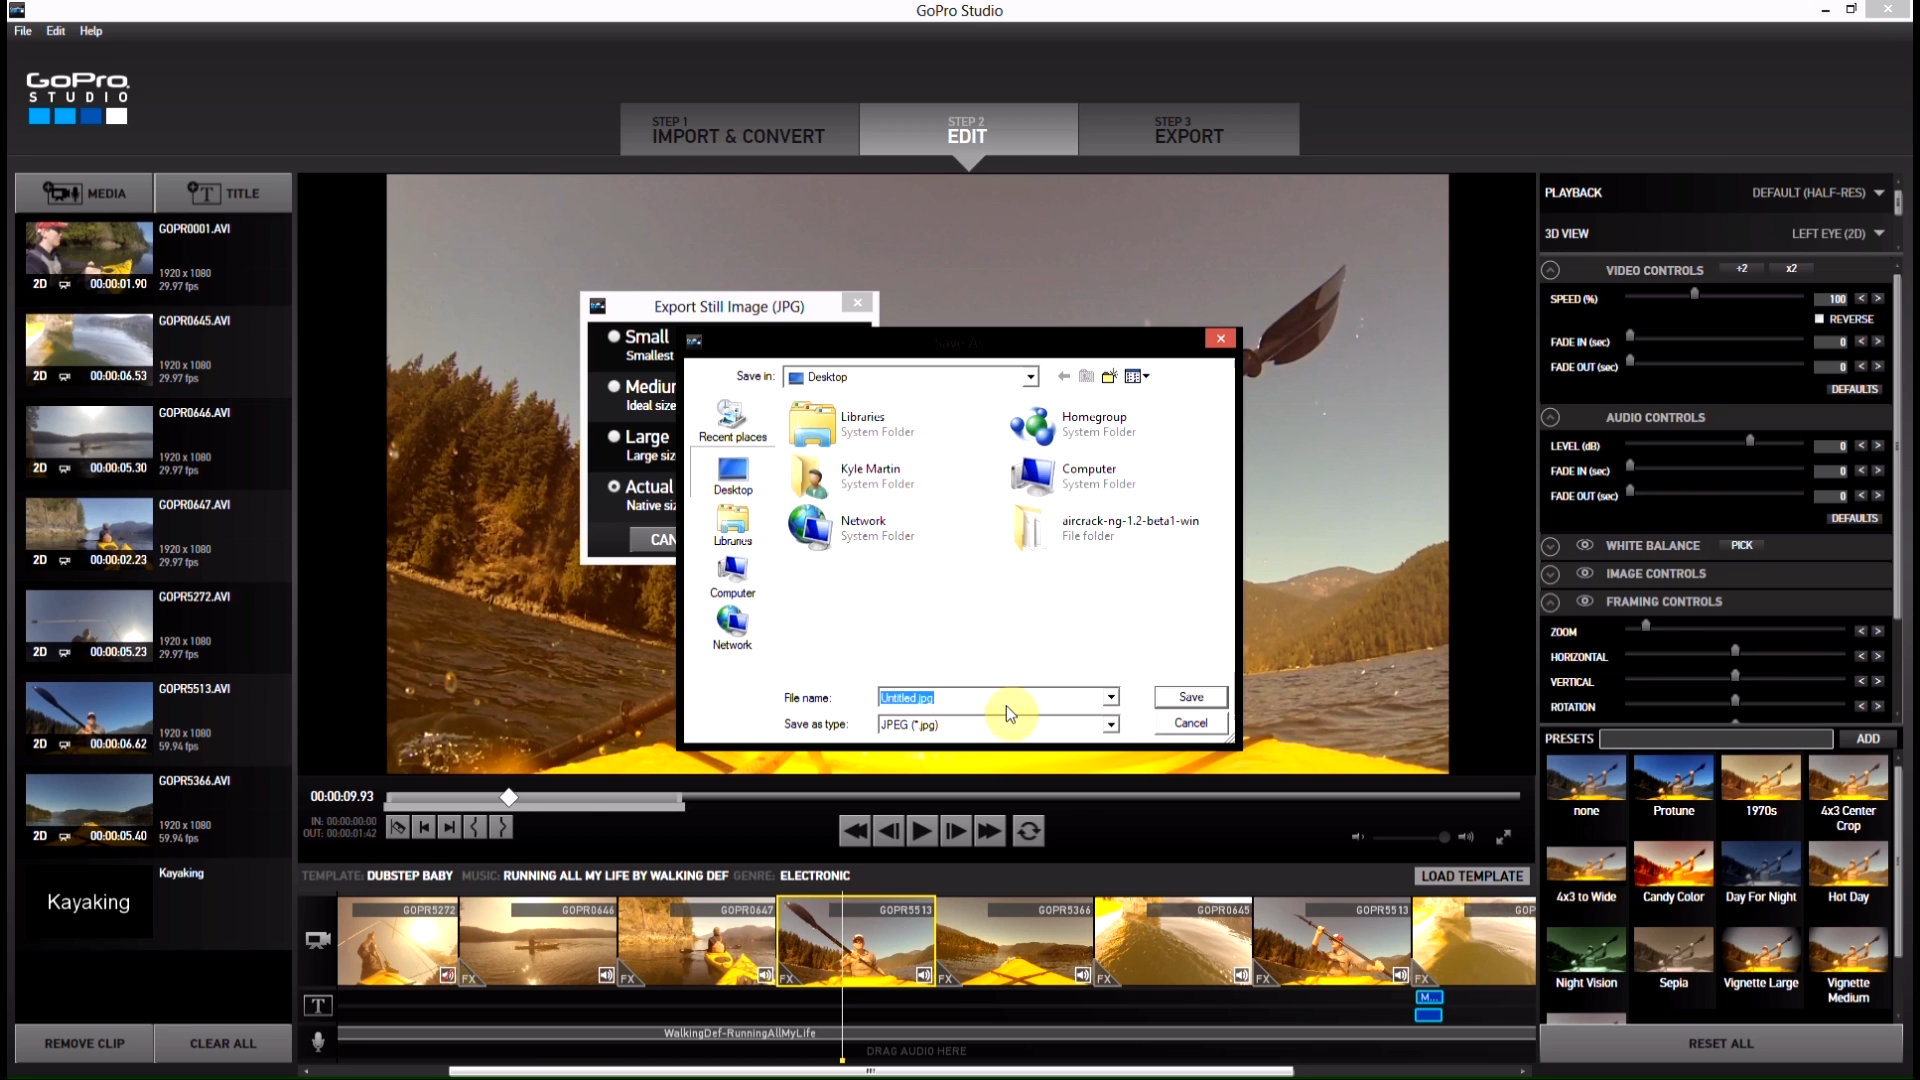 GoPro Studio
File Edit Help
GoPro
STUDIO
STEP 1
IMPORT & CONVERT
STEP 2
EDIT
STEP 3
EXPORT
MEDIA
TITLE
GOPR0001.AVI
1920 x 1080
2D 00:00:01.90 29.97 fps
GOPR0645.AVI
1920 x 1080
2D 00:00:06.53 29.97 fps
GOPR0646.AVI
1920 x 1080
2D 00:00:05.30 29.97 fps
GOPR0647.AVI
1920 x 1080
2D 00:00:02.23 29.97 fps
GOPR5272.AVI
1920 x 1080
2D 00:00:05.23 29.97 fps
GOPR5513.AVI
1920 x 1080
2D 00:00:06.62 59.94 fps
GOPR5366.AVI
1920 x 1080
2D 00:00:05.40 59.94 fps
Kayaking
Kayaking
REMOVE CLIP
CLEAR ALL
Export Still Image (JPG)
Small
Smallest
Medium
Ideal size
Large
Large siz
Actual
Native siz
CAN
Save As
Save in: Desktop
Recent places
Desktop
Libraries
Computer
Network
Libraries
System Folder
Homegroup
System Folder
Kyle Martin
System Folder
Computer
System Folder
Network
System Folder
aircrack-ng-1.2-beta1-win
File folder
File name: Untitled.jpg Save
Save as type: JPEG (*.jpg) Cancel
00:00:09.93
IN: 00:00:00:00
OUT: 00:00:01:42
TEMPLATE: DUBSTEP BABY MUSIC: RUNNING ALL MY LIFE BY WALKING DEF GENRE: ELECTRONIC
LOAD TEMPLATE
GOPR5272 GOPR0646 GOPR0647 GOPR5513 GOPR5366 GOPR0645 GOPR5513 GOP
FX FX FX FX FX FX FX
T M...
WalkingDef-RunningAllMyLife
DRAG AUDIO HERE
PLAYBACK DEFAULT (HALF-RES)
3D VIEW LEFT EYE (2D)
VIDEO CONTROLS ÷2 x2
SPEED (%) 100 < >
REVERSE
FADE IN (sec) 0 < >
FADE OUT (sec) 0 < >
DEFAULTS
AUDIO CONTROLS
LEVEL (dB) 0 < >
FADE IN (sec) 0 < >
FADE OUT (sec) 0 < >
DEFAULTS
WHITE BALANCE PICK
IMAGE CONTROLS
FRAMING CONTROLS
ZOOM < >
HORIZONTAL < >
VERTICAL < >
ROTATION < >
PRESETS ADD
none
Protune
1970s
4x3 Center
Crop
4x3 to Wide
Candy Color
Day For Night
Hot Day
Night Vision
Sepia
Vignette Large
Vignette
Medium
RESET ALL